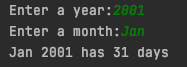 Enter a year:2001
Enter a month:Jan
Jan 2001 has 31 days